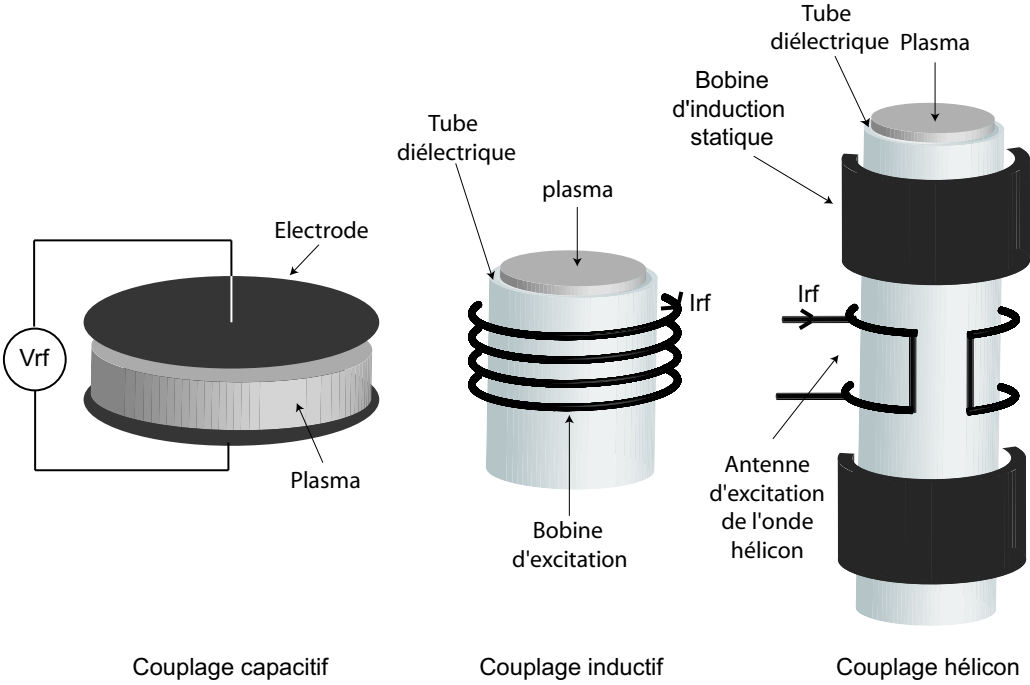 Vrf
Electrode
Plasma
Couplage capacitif
Tube
diélectrique
plasma
Irf
Bobine
d'excitation
Couplage inductif
Tube
diélectrique
Plasma
Bobine
d'induction
statique
Irf
Antenne
d'excitation
de l'onde
hélicon
Couplage hélicon